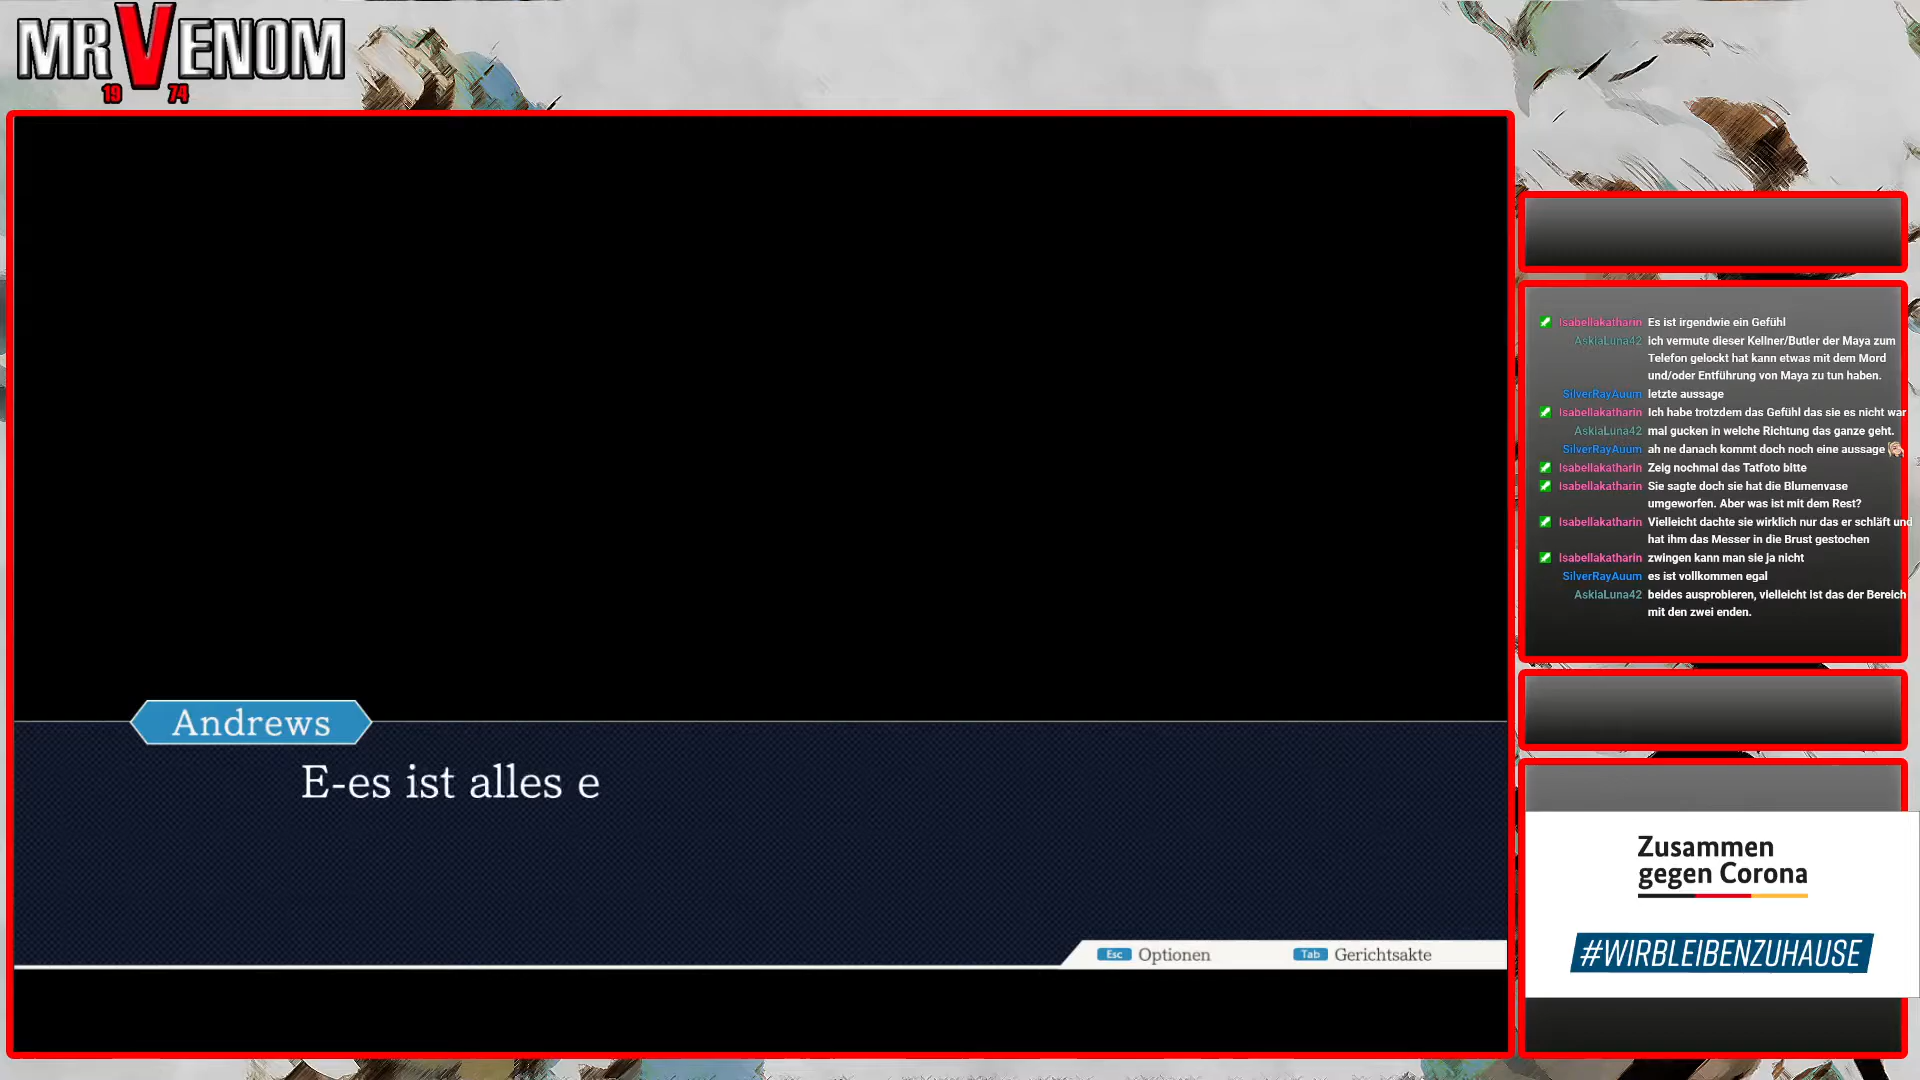 MRVENOM
19 74
Isabellakatharin Es ist irgendwie ein Gefühl
AskiaLuna42 ich vermute dieser Kellner/Butler der Maya zum
Telefon gelockt hat kann etwas mit dem Mord
und/oder Entführung von Maya zu tun haben.
SilverRayAuum letzte aussage
Isabellakatharin Ich habe trotzdem das Gefühl das sie es nicht war
AskiaLuna42 mal gucken in welche Richtung das ganze geht.
SilverRayAuum ah ne danach kommt doch noch eine aussage
Isabellakatharin Zeig nochmal das Tatfoto bitte
Isabellakatharin Sie sagte doch sie hat die Blumenvase
umgeworfen. Aber was ist mit dem Rest?
Isabellakatharin Vielleicht dachte sie wirklich nur das er schläft und
hat ihm das Messer in die Brust gestochen
Isabellakatharin zwingen kann man sie ja nicht
SilverRayAuum es ist vollkommen egal
AskiaLuna42 beides ausprobieren, vielleicht ist das der Bereich
mit den zwei enden.
Andrews
E-es ist alles e
Esc Optionen Tab Gerichtsakte
Zusammen
gegen Corona
#WIRBLEIBENZUHAUSE